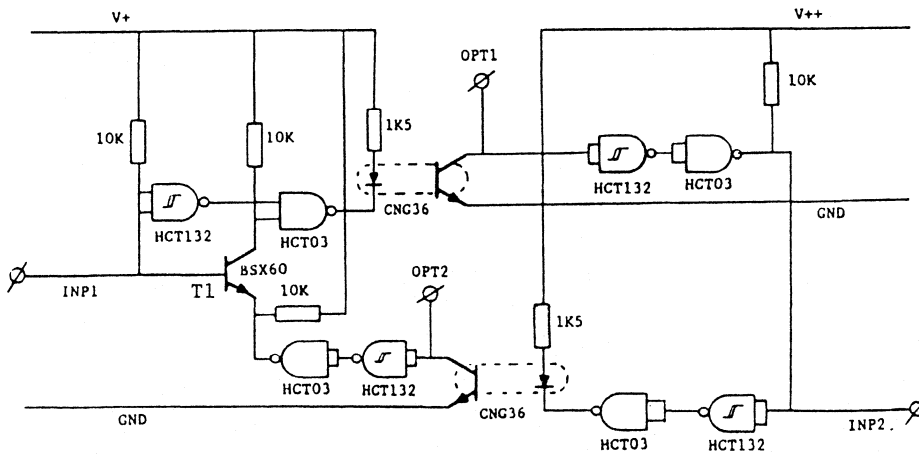 V+
V++
OPT1
10K
10K
10K
1K5
HCT132
HCT03
CNG36
GND
HCT132
HCT03
BSX60
T1
INP1
10K
OPT2
1K5
HCT03
HCT132
CNG36
GND
HCT03
HCT132
INP2.